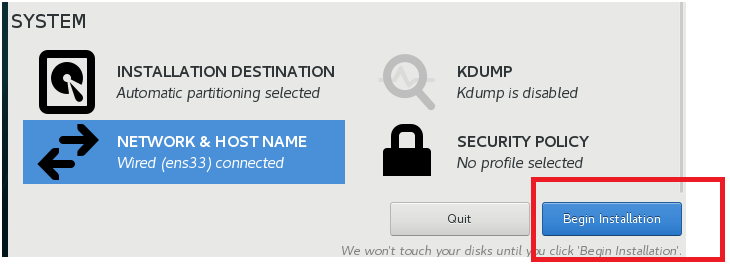 SYSTEM
INSTALLATION DESTINATION
Automatic partitioning selected
KDUMP
Kdump is disabled
NETWORK & HOST NAME
Wired (ens33) connected
SECURITY POLICY
No profile selected
Quit
Begin Installation
We won't touch your disks until you click 'Begin Installation'.